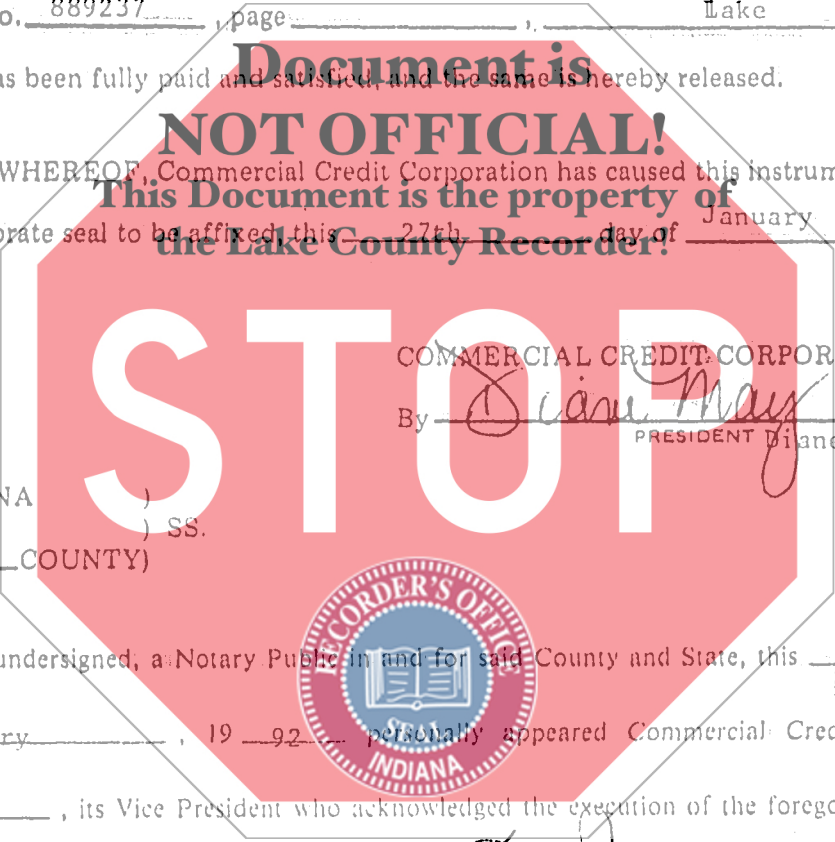 o. 889237 , page , Lake
Document is
as been fully paid and satisfied, and the same is hereby released.
NOT OFFICIAL!
WHEREOF, Commercial Credit Corporation has caused this instrum
This Document is the property of
orate seal to be affixed, this 27th day of January
the Lake County Recorder!
STOP
COMMERCIAL CREDIT CORPOR
By Diane May
PRESIDENT Diane
NA )
) SS.
COUNTY)
RECORDER'S OFFICE
SEAL
INDIANA
undersigned, a Notary Public in and for said County and State, this
ry , 19 92 personally appeared Commercial Cred
, its Vice President who acknowledged the execution of the forego